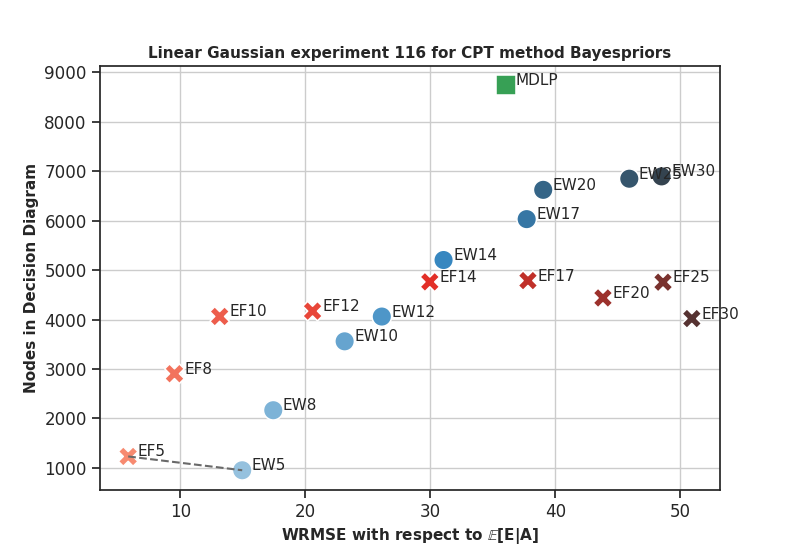 Linear Gaussian experiment 116 for CPT method Bayespriors
Nodes in Decision Diagram
9000
8000
7000
6000
5000
4000
3000
2000
1000
MDLP
EW30
EW25
EW20
EW17
EW14
EF14
EF17
EF25
EF20
EF10
EF12
EW12
EF30
EW10
EF8
EW8
EF5
EW5
10
20
30
40
50
WRMSE with respect to 𝔼[E|A]